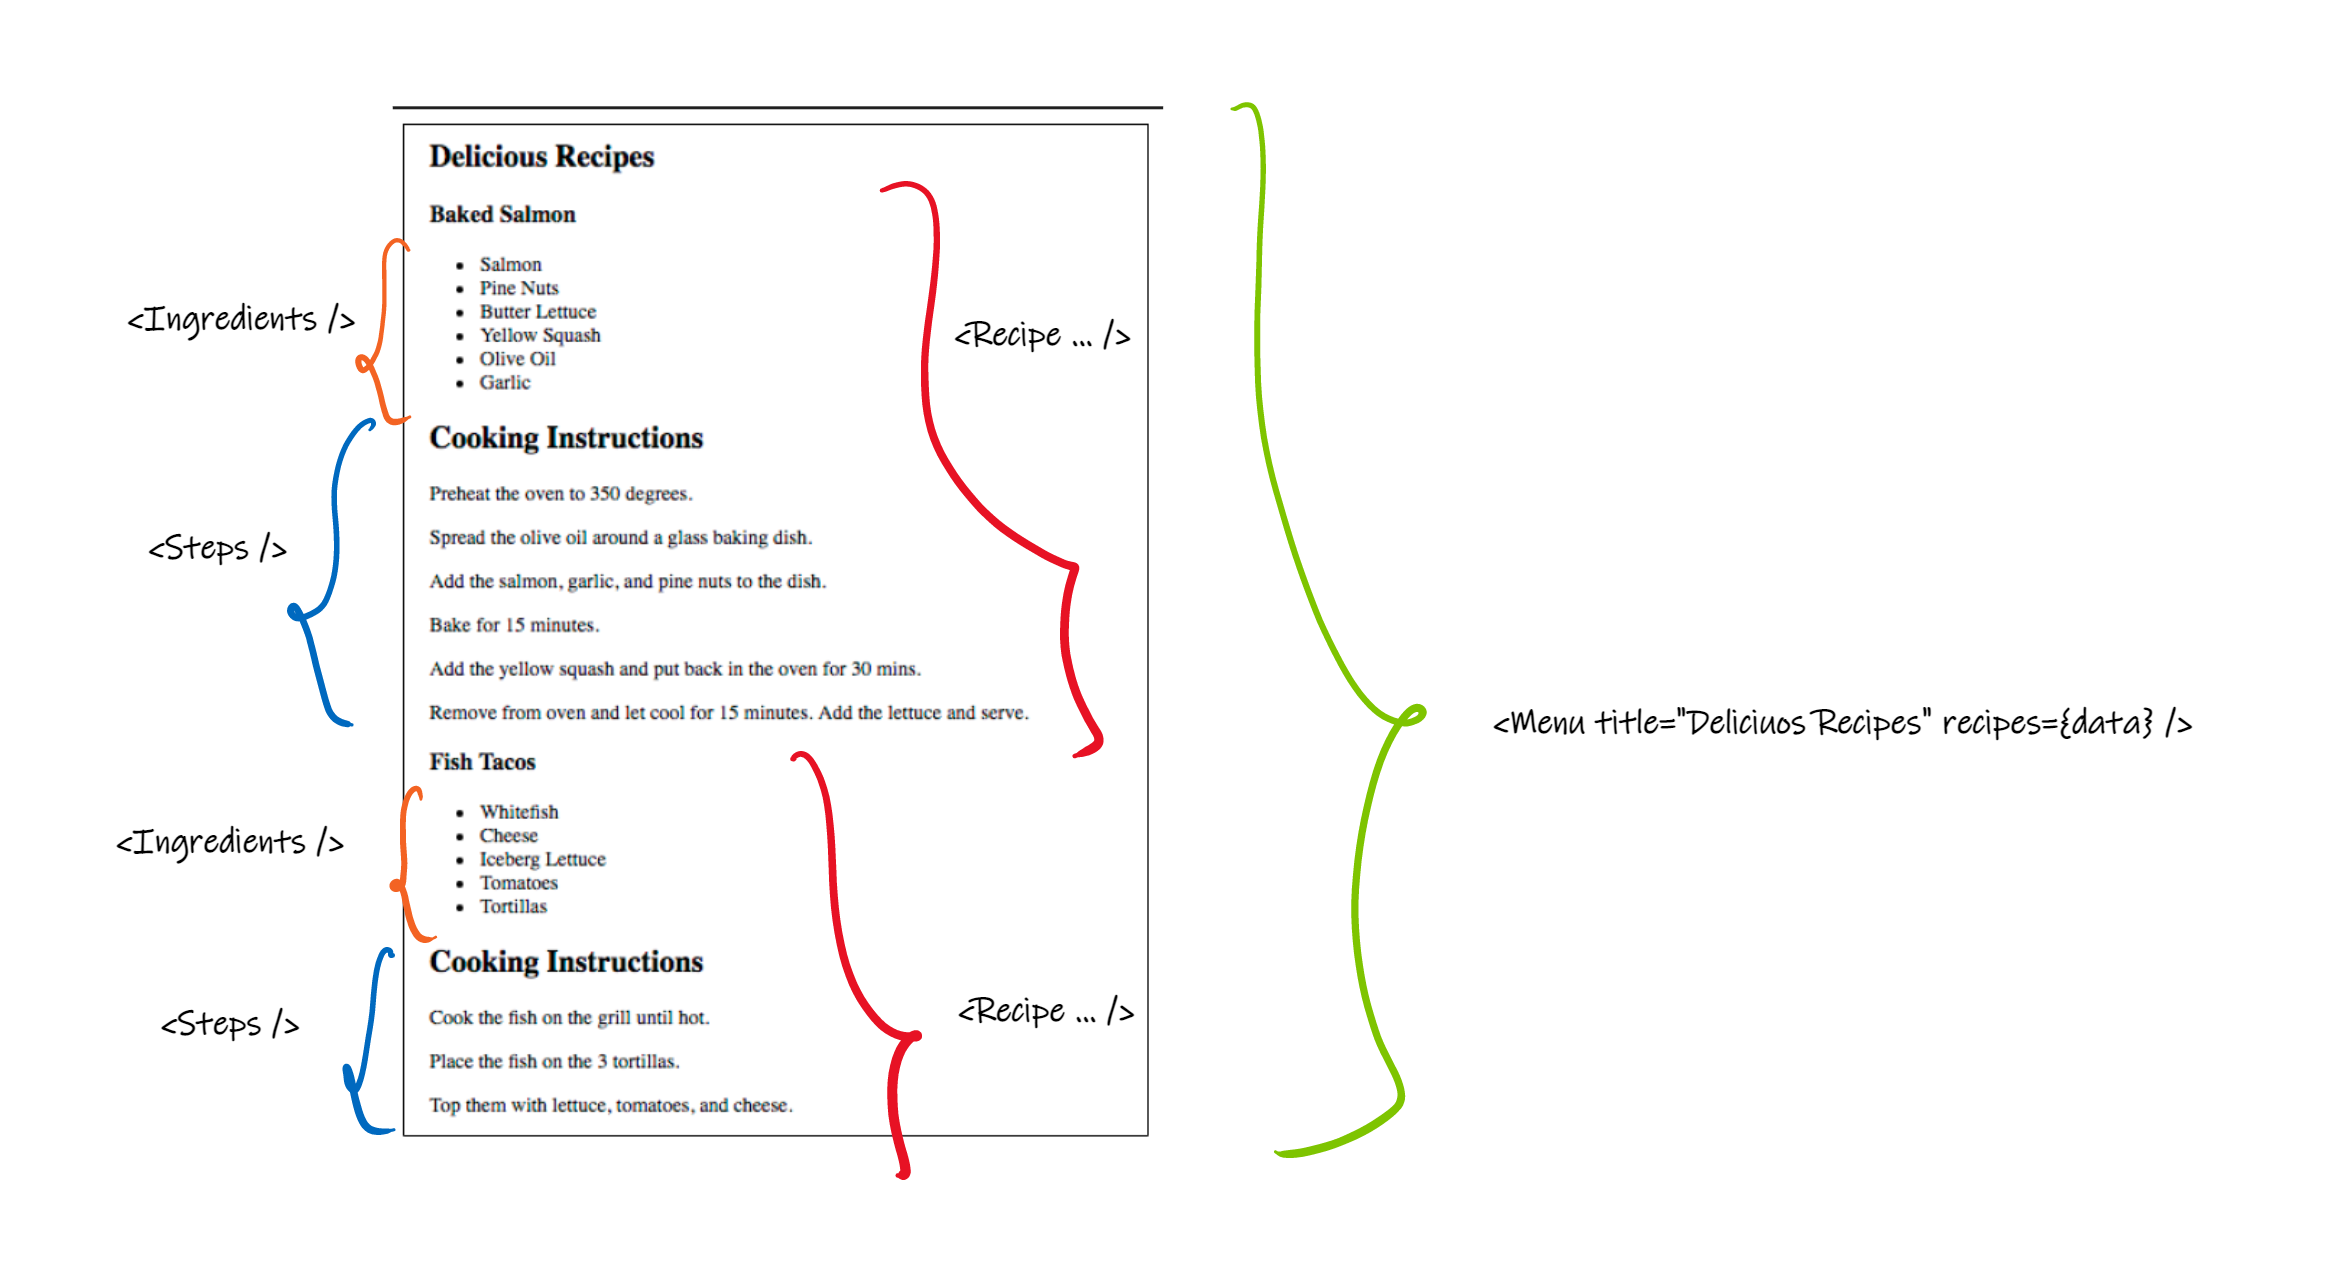 Delicious Recipes
Baked Salmon
• Salmon
• Pine Nuts
• Butter Lettuce
• Yellow Squash
• Olive Oil
• Garlic
<Ingredients />
<Recipe ... />
Cooking Instructions
Preheat the oven to 350 degrees.
Spread the olive oil around a glass baking dish.
Add the salmon, garlic, and pine nuts to the dish.
Bake for 15 minutes.
Add the yellow squash and put back in the oven for 30 mins.
Remove from oven and let cool for 15 minutes. Add the lettuce and serve.
<Steps />
<Menu title="Deliciuos Recipes" recipes={data} />
Fish Tacos
• Whitefish
• Cheese
• Iceberg Lettuce
• Tomatoes
• Tortillas
<Ingredients />
Cooking Instructions
Cook the fish on the grill until hot.
Place the fish on the 3 tortillas.
Top them with lettuce, tomatoes, and cheese.
<Steps />
<Recipe ... />